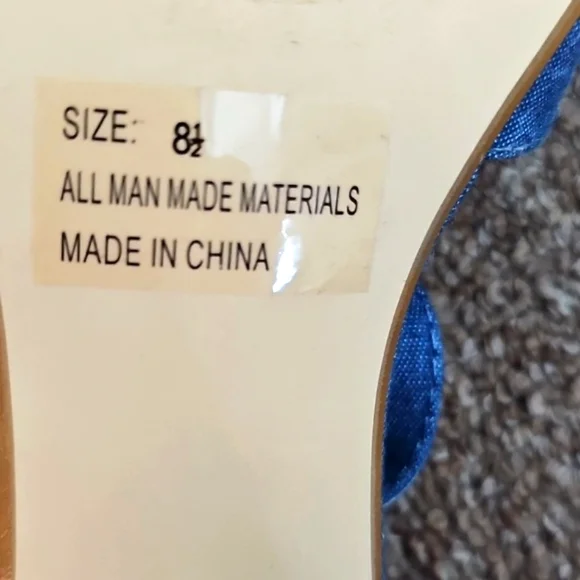 SIZE: 8½
ALL MAN MADE MATERIALS
MADE IN CHINA